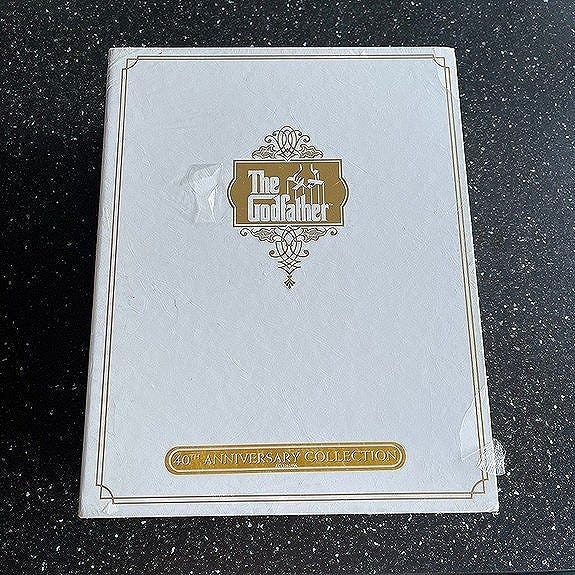 The
Godfather
40TH ANNIVERSARY COLLECTION